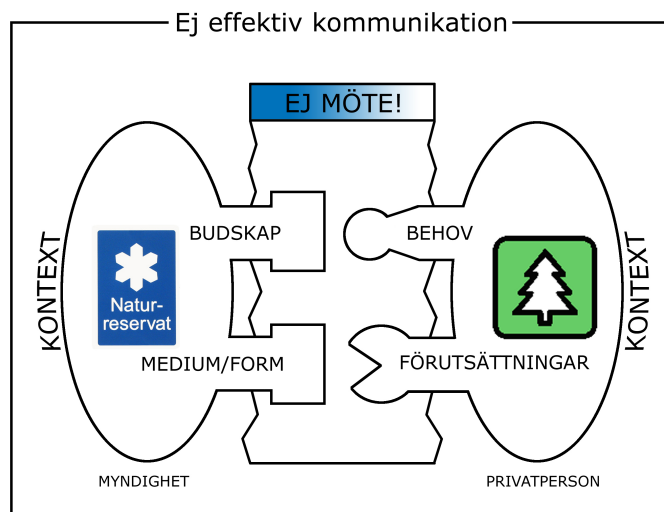 Ej effektiv kommunikation
EJ MÖTE!
KONTEXT
BUDSKAP
BEHOV
KONTEXT
Natur-
reservat
MEDIUM/FORM
FÖRUTSÄTTNINGAR
MYNDIGHET
PRIVATPERSON